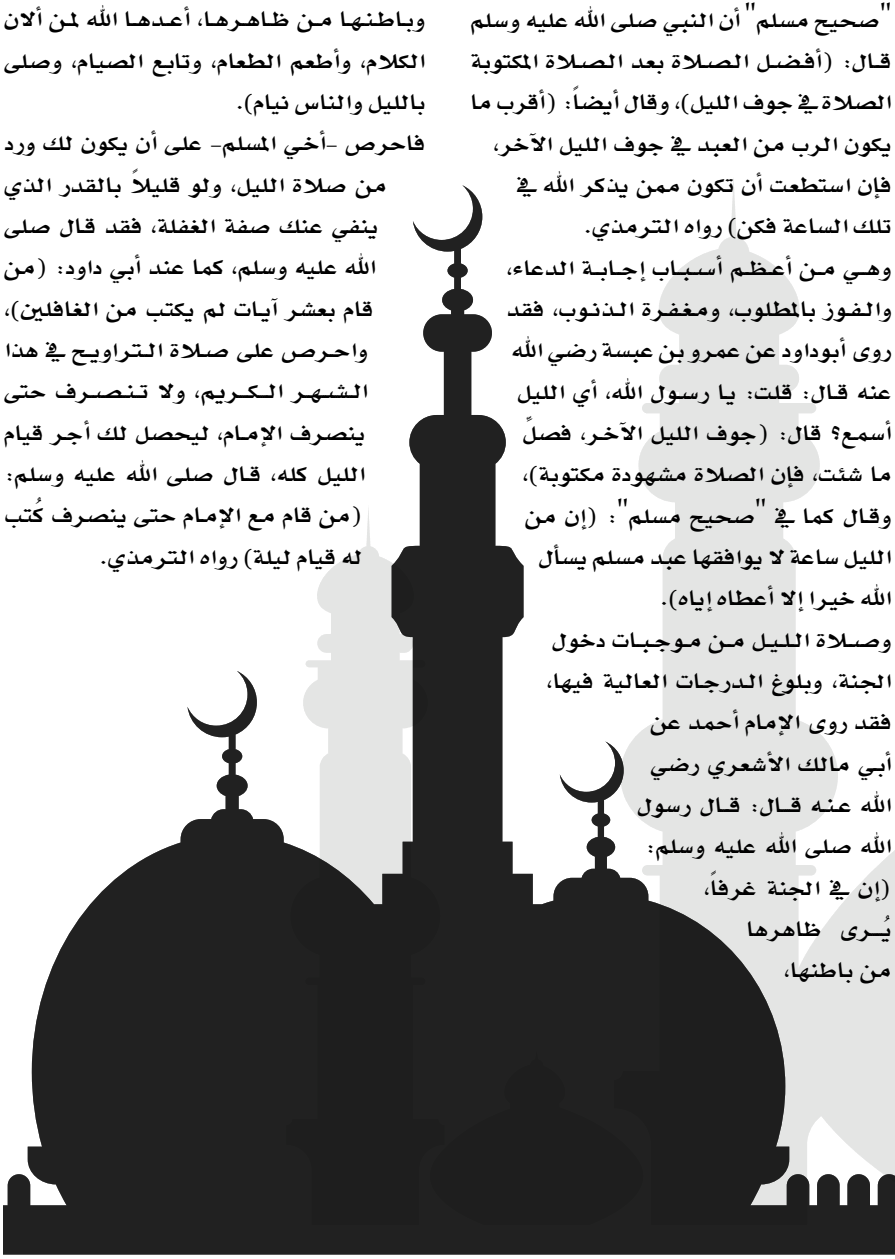 "صحيح مسلم" أن النبي صلى الله عليه وسلم
قال: (أفضل الصلاة بعد الصلاة المكتوبة
الصلاة في جوف الليل)، وقال أيضاً: (أقرب ما
يكون الرب من العبد في جوف الليل الآخر،
فإن استطعت أن تكون ممن يذكر الله في
تلك الساعة فكن) رواه الترمذي.
وهي من أعظم أسباب إجابة الدعاء،
والفوز بالمطلوب، ومغفرة الذنوب، فقد
روى أبوداود عن عمرو بن عبسة رضي الله
عنه قال: قلت: يا رسول الله، أي الليل
أسمع؟ قال: (جوف الليل الآخر، فصلِّ
ما شئت، فإن الصلاة مشهودة مكتوبة)،
وقال كما في "صحيح مسلم": (إن من
الليل ساعة لا يوافقها عبد مسلم يسأل
الله خيرا إلا أعطاه إياه).
وصلاة الليل من موجبات دخول
الجنة، وبلوغ الدرجات العالية فيها،
فقد روى الإمام أحمد عن
أبي مالك الأشعري رضي
الله عنه قال: قال رسول
الله صلى الله عليه وسلم:
(إن في الجنة غرفاً،
يُرى ظاهرها
من باطنها،
وباطنها من ظاهرها، أعدها الله لمن ألان
الكلام، وأطعم الطعام، وتابع الصيام، وصلى
بالليل والناس نيام).
فاحرص -أخي المسلم- على أن يكون لك ورد
من صلاة الليل، ولو قليلاً بالقدر الذي
ينفي عنك صفة الغفلة، فقد قال صلى
الله عليه وسلم، كما عند أبي داود: (من
قام بعشر آيات لم يكتب من الغافلين)،
واحرص على صلاة التراويح في هذا
الشهر الكريم، ولا تنصرف حتى
ينصرف الإمام، ليحصل لك أجر قيام
الليل كله، قال صلى الله عليه وسلم:
(من قام مع الإمام حتى ينصرف كُتب
له قيام ليلة) رواه الترمذي.